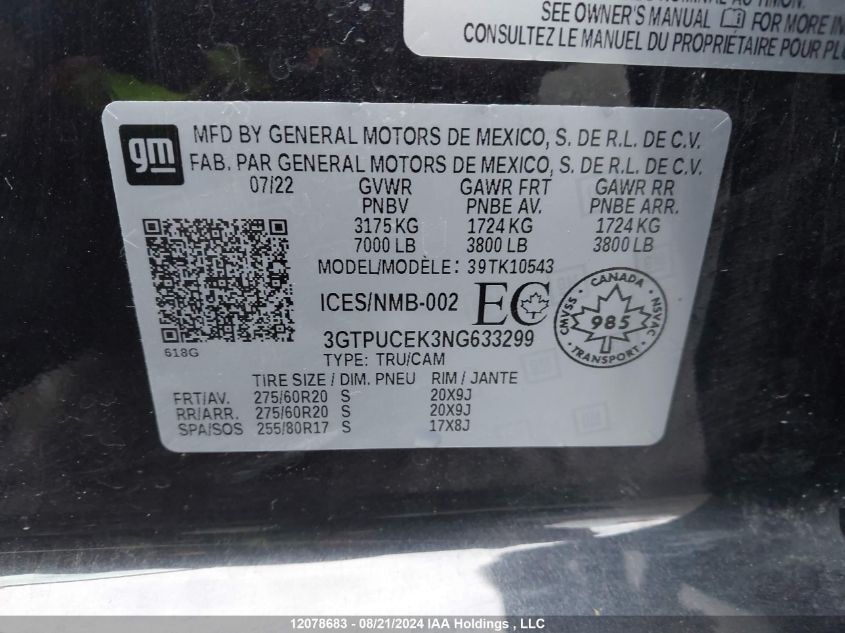 SEE OWNER'S MANUAL FOR MORE IN
CONSULTEZ LE MANUEL DU PROPRIÉTAIRE POUR PLU
gm
MFD BY GENERAL MOTORS DE MEXICO, S. DE R.L. DE C.V.
FAB. PAR GENERAL MOTORS DE MEXICO, S. DE R.L. DE C.V.
07/22 GVWR GAWR FRT GAWR RR
PNBV PNBE AV. PNBE ARR.
3175 KG 1724 KG 1724 KG
7000 LB 3800 LB 3800 LB
MODEL/MODÈLE: 39TK10543
ICES/NMB-002 EC
CANADA
CMVSS 985 NSVAC
TRANSPORT
3GTPUCEK3NG633299
618G
TYPE: TRU/CAM
TIRE SIZE / DIM. PNEU RIM / JANTE
FRT/AV. 275/60R20 S 20X9J
RR/ARR. 275/60R20 S 20X9J
SPA/SOS 255/80R17 S 17X8J
12078683 - 08/21/2024 IAA Holdings , LLC